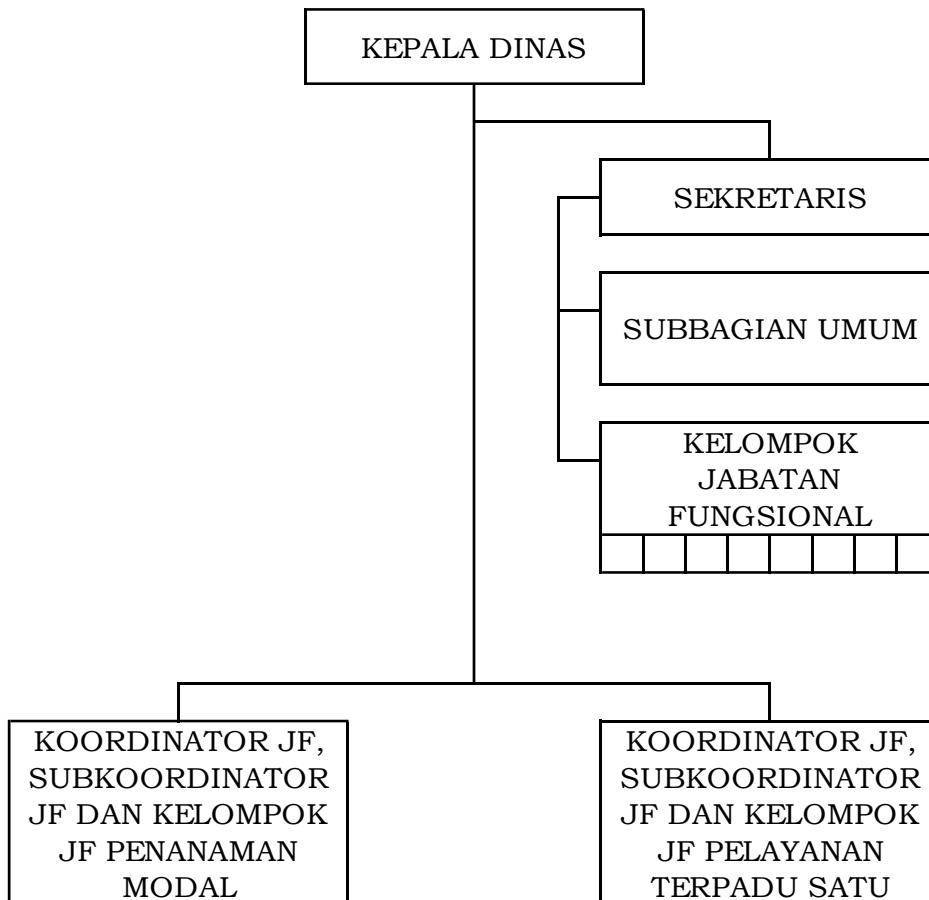 KEPALA DINAS
SEKRETARIS
SUBBAGIAN UMUM
KELOMPOK
JABATAN
FUNGSIONAL
KOORDINATOR JF,
SUBKOORDINATOR
JF DAN KELOMPOK
JF PENANAMAN
MODAL
KOORDINATOR JF,
SUBKOORDINATOR
JF DAN KELOMPOK
JF PELAYANAN
TERPADU SATU